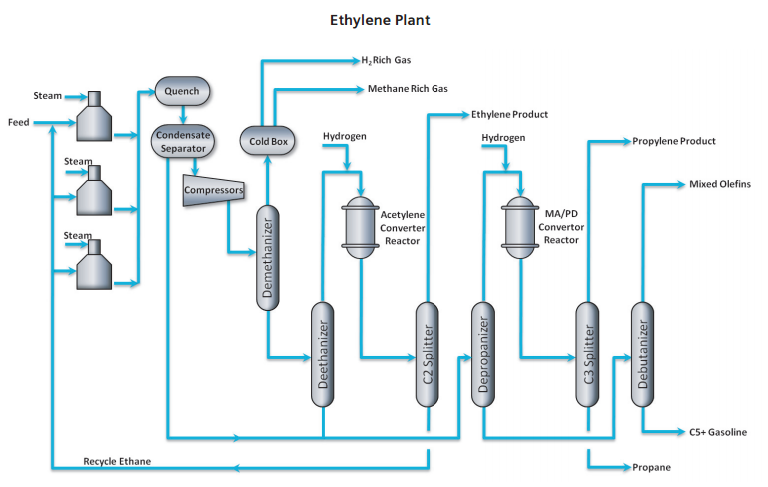 Ethylene Plant
H₂ Rich Gas
Methane Rich Gas
Steam
Feed
Quench
Condensate
Separator
Cold Box
Hydrogen
Ethylene Product
Hydrogen
Propylene Product
Steam
Compressors
Mixed Olefins
Acetylene
Converter
Reactor
MA/PD
Convertor
Reactor
Steam
Demethanizer
Deethanizer
C2 Splitter
Depropanizer
C3 Splitter
Debutanizer
C5+ Gasoline
Recycle Ethane
Propane